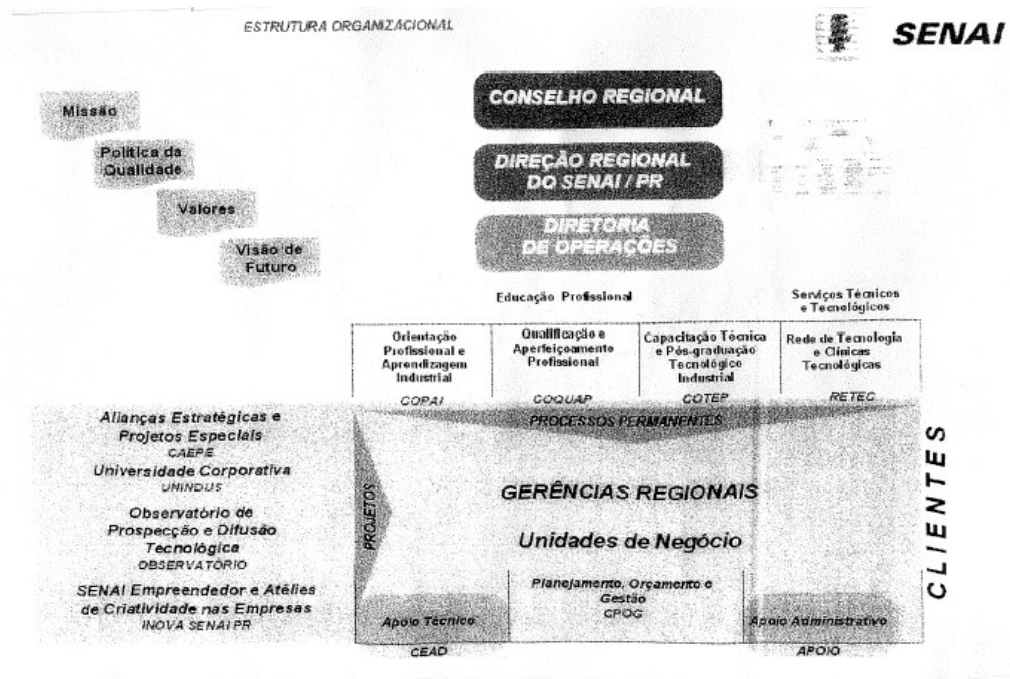 ESTRUTURA ORGANIZACIONAL
SENAI
CONSELHO REGIONAL
DIREÇÃO REGIONAL
DO SENAI / PR
DIRETORIA
DE OPERAÇÕES
Missão
Política da
Qualidade
Valores
Visão de
Futuro
Educação Profissional
Serviços Técnicos
e Tecnológicos
Orientação
Profissional e
Aprendizagem
Industrial
COPAI
Qualificação e
Aperfeiçoamento
Profissional
COQUAP
Capacitação Técnica
e Pós-graduação
Tecnológico
Industrial
COTEP
Rede de Tecnologia
e Clínicas
Tecnológicas
RETEC
PROCESSOS PERMANENTES
Alianças Estratégicas e
Projetos Especiais
CAEPE
Universidade Corporativa
UNINDUS
Observatório de
Prospecção e Difusão
Tecnológica
OBSERVATÓRIO
SENAI Empreendedor e Atêlies
de Criatividade nas Empresas
INOVA SENAI PR
PROJETOS
GERÊNCIAS REGIONAIS
Unidades de Negócio
Planejamento, Orçamento e
Gestão
CPOG
Apoio Técnico
CEAD
Apoio Administrativo
APOIO
CLIENTES